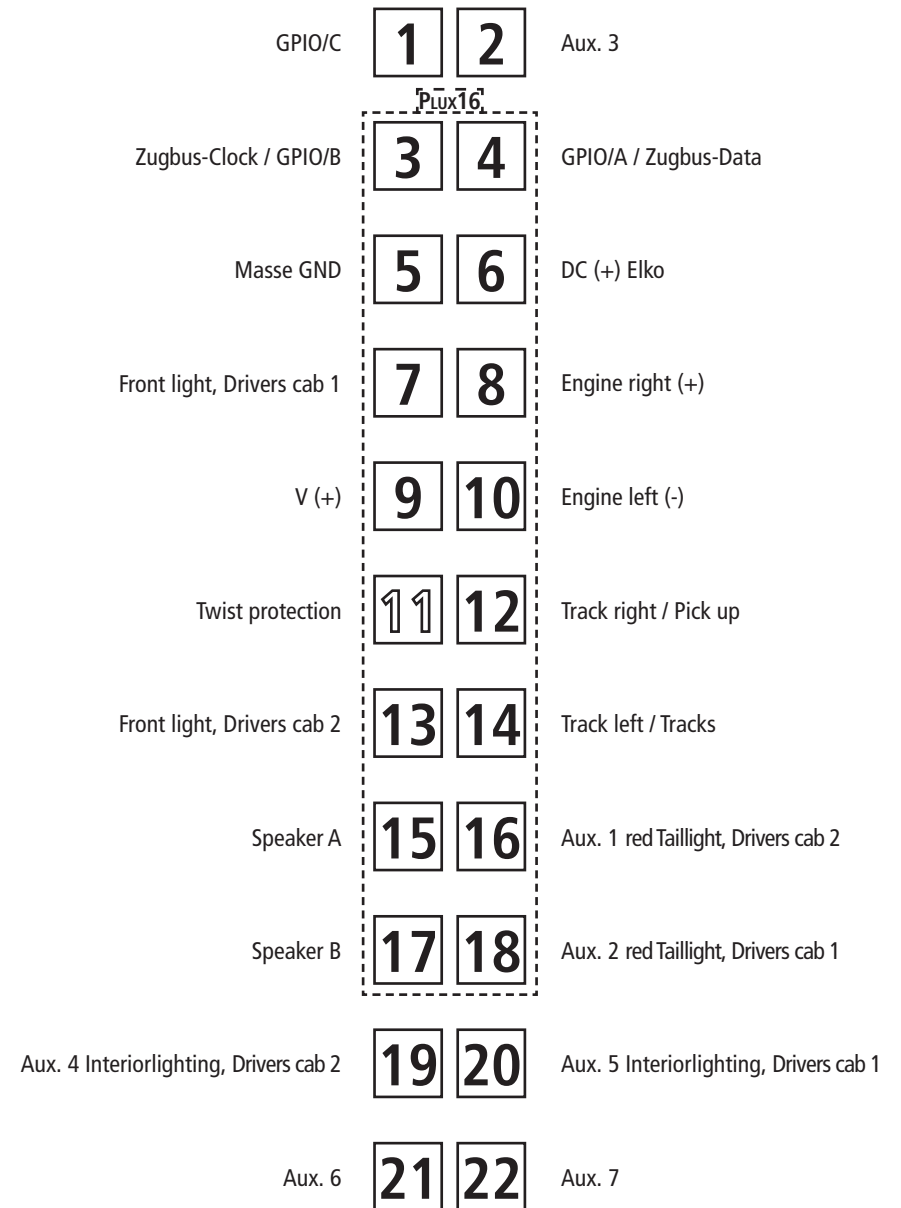 GPIO/C 1 2 Aux. 3
PLUX16
Zugbus-Clock / GPIO/B 3 4 GPIO/A / Zugbus-Data
Masse GND 5 6 DC (+) Elko
Front light, Drivers cab 1 7 8 Engine right (+)
V (+) 9 10 Engine left (-)
Twist protection 11 12 Track right / Pick up
Front light, Drivers cab 2 13 14 Track left / Tracks
Speaker A 15 16 Aux. 1 red Taillight, Drivers cab 2
Speaker B 17 18 Aux. 2 red Taillight, Drivers cab 1
Aux. 4 Interiorlighting, Drivers cab 2 19 20 Aux. 5 Interiorlighting, Drivers cab 1
Aux. 6 21 22 Aux. 7